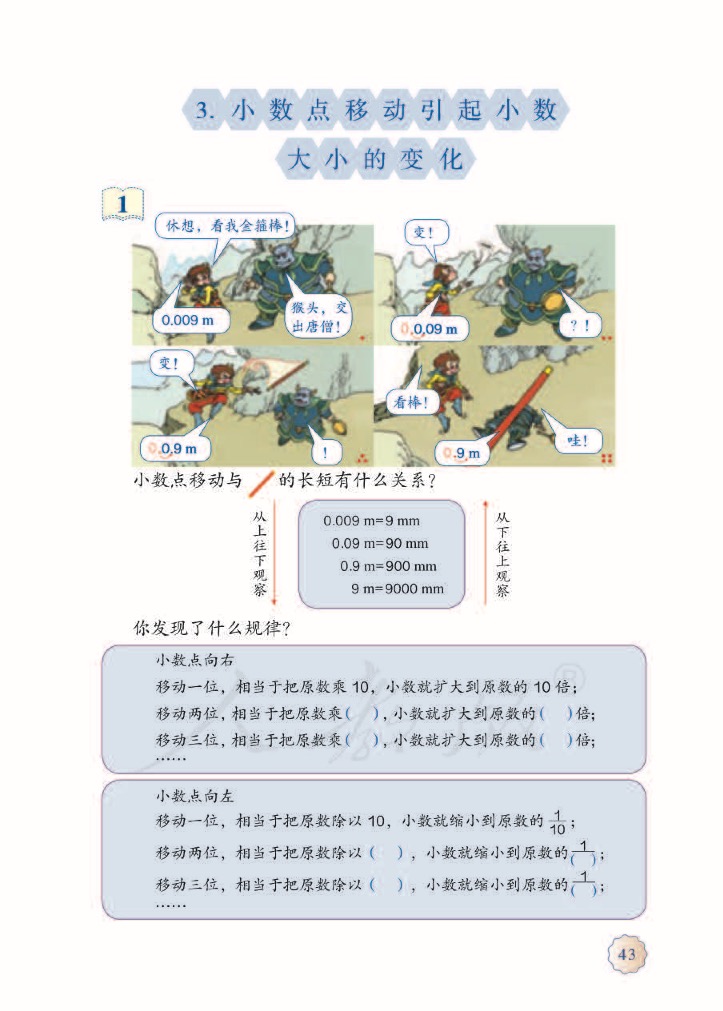 3. 小数点移动引起小数
大小的变化
1
休想，看我金箍棒！
0.009 m
猴头，交
出唐僧！
变！
0.0.09 m
？！
变！
0.0.9 m
！
看棒！
0.9.m
哇！
小数点移动与 的长短有什么关系？
从上往下观察
0.009 m=9 mm
0.09 m=90 mm
0.9 m=900 mm
9 m=9000 mm
从下往上观察
你发现了什么规律？
小数点向右
移动一位，相当于把原数乘 10，小数就扩大到原数的 10 倍；
移动两位，相当于把原数乘（ ），小数就扩大到原数的（ ）倍；
移动三位，相当于把原数乘（ ），小数就扩大到原数的（ ）倍；
……
小数点向左
移动一位，相当于把原数除以 10，小数就缩小到原数的 1/10；
移动两位，相当于把原数除以（ ），小数就缩小到原数的 1/（ ）；
移动三位，相当于把原数除以（ ），小数就缩小到原数的 1/（ ）；
……
43